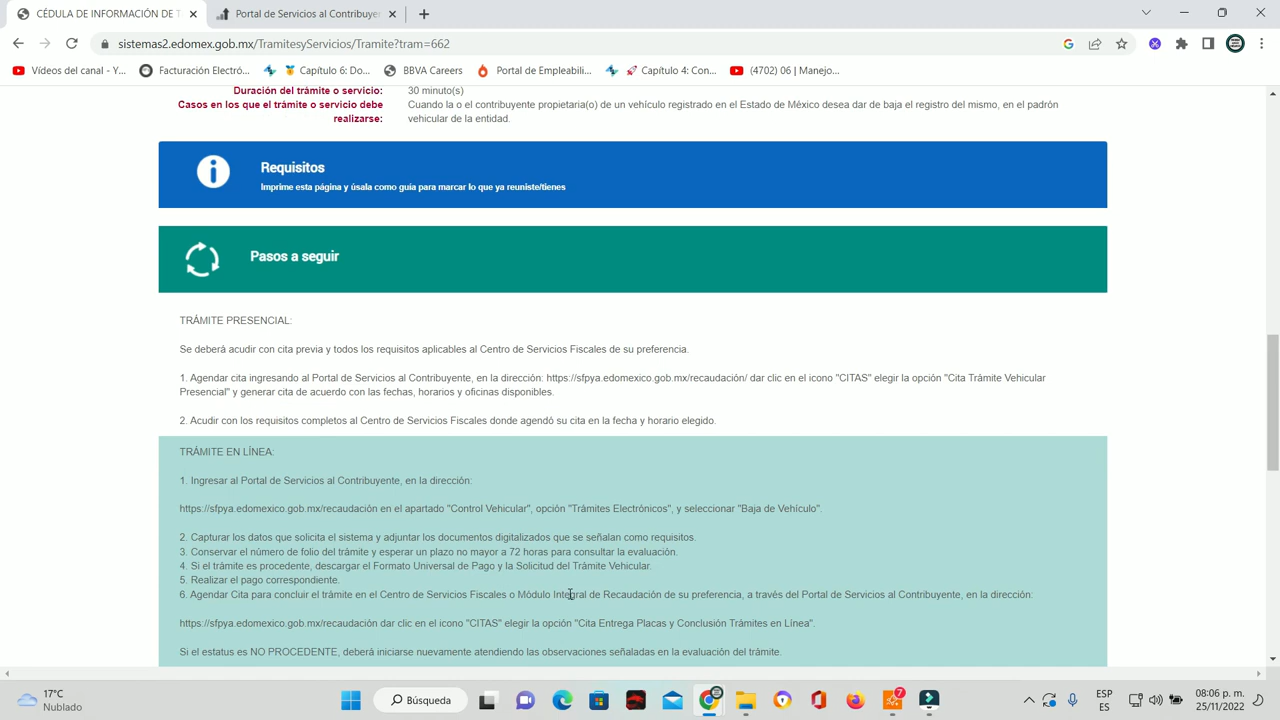 CÉDULA DE INFORMACIÓN DE T
Portal de Servicios al Contribuyen
sistemas2.edomex.gob.mx/TramitesyServicios/Tramite?tram=662
Vídeos del canal - Y...
Facturación Electró...
Capítulo 6: Do...
BBVA Careers
Portal de Empleabili...
Capítulo 4: Con...
(4702) 06 | Manejo...
Duración del trámite o servicio: 30 minuto(s)
Casos en los que el trámite o servicio debe Cuando la o el contribuyente propietaria(o) de un vehículo registrado en el Estado de México desea dar de baja el registro del mismo, en el padrón
realizarse: vehicular de la entidad.
Requisitos
Imprime esta página y úsala como guía para marcar lo que ya reuniste/tienes
Pasos a seguir
TRÁMITE PRESENCIAL:
Se deberá acudir con cita previa y todos los requisitos aplicables al Centro de Servicios Fiscales de su preferencia.
1. Agendar cita ingresando al Portal de Servicios al Contribuyente, en la dirección: https://sfpya.edomexico.gob.mx/recaudación/ dar clic en el icono "CITAS" elegir la opción "Cita Trámite Vehicular
Presencial" y generar cita de acuerdo con las fechas, horarios y oficinas disponibles.
2. Acudir con los requisitos completos al Centro de Servicios Fiscales donde agendó su cita en la fecha y horario elegido.
TRÁMITE EN LÍNEA:
1. Ingresar al Portal de Servicios al Contribuyente, en la dirección:
https://sfpya.edomexico.gob.mx/recaudación en el apartado "Control Vehicular", opción "Trámites Electrónicos", y seleccionar "Baja de Vehículo".
2. Capturar los datos que solicita el sistema y adjuntar los documentos digitalizados que se señalan como requisitos.
3. Conservar el número de folio del trámite y esperar un plazo no mayor a 72 horas para consultar la evaluación.
4. Si el trámite es procedente, descargar el Formato Universal de Pago y la Solicitud del Trámite Vehicular.
5. Realizar el pago correspondiente.
6. Agendar Cita para concluir el trámite en el Centro de Servicios Fiscales o Módulo Integral de Recaudación de su preferencia, a través del Portal de Servicios al Contribuyente, en la dirección:
https://sfpya.edomexico.gob.mx/recaudación dar clic en el icono "CITAS" elegir la opción "Cita Entrega Placas y Conclusión Trámites en Línea".
Si el estatus es NO PROCEDENTE, deberá iniciarse nuevamente atendiendo las observaciones señaladas en la evaluación del trámite.
17°C
Nublado
Búsqueda
7
ESP
ES
08:06 p. m.
25/11/2022